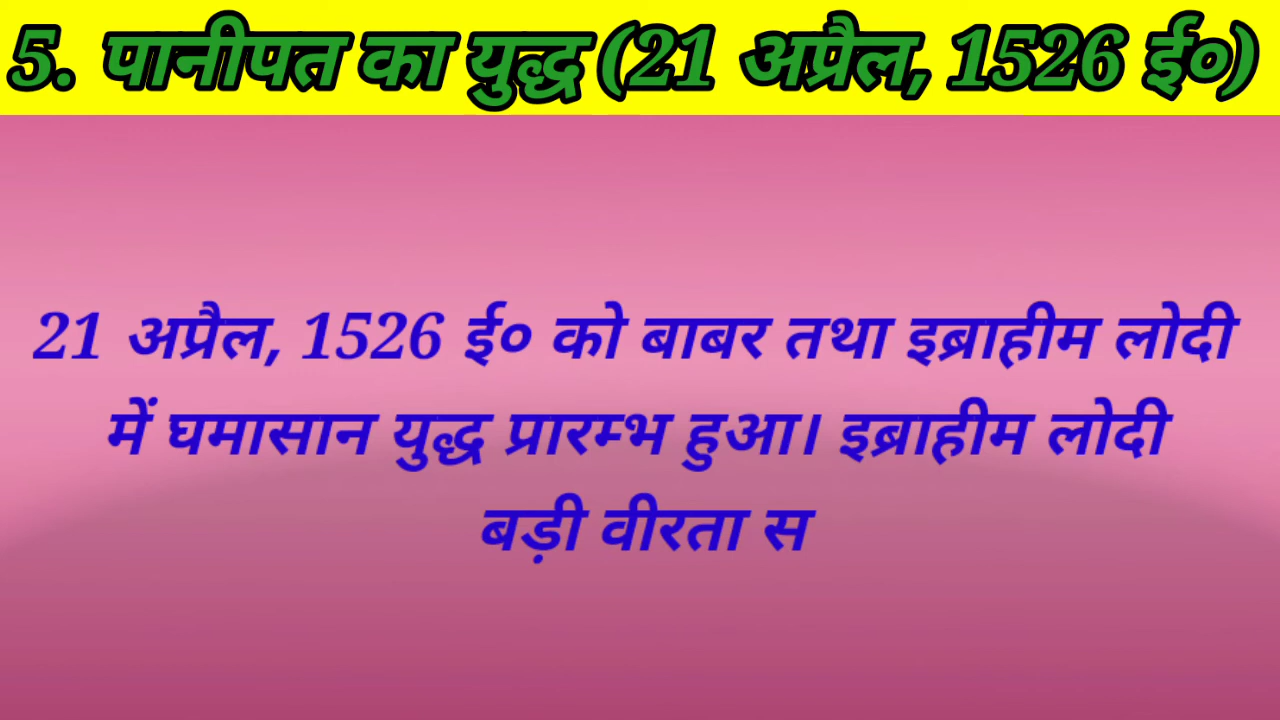 5. पानीपत का युद्ध (21 अप्रैल, 1526 ई०)
21 अप्रैल, 1526 ई० को बाबर तथा इब्राहीम लोदी
में घमासान युद्ध प्रारम्भ हुआ। इब्राहीम लोदी
बड़ी वीरता स